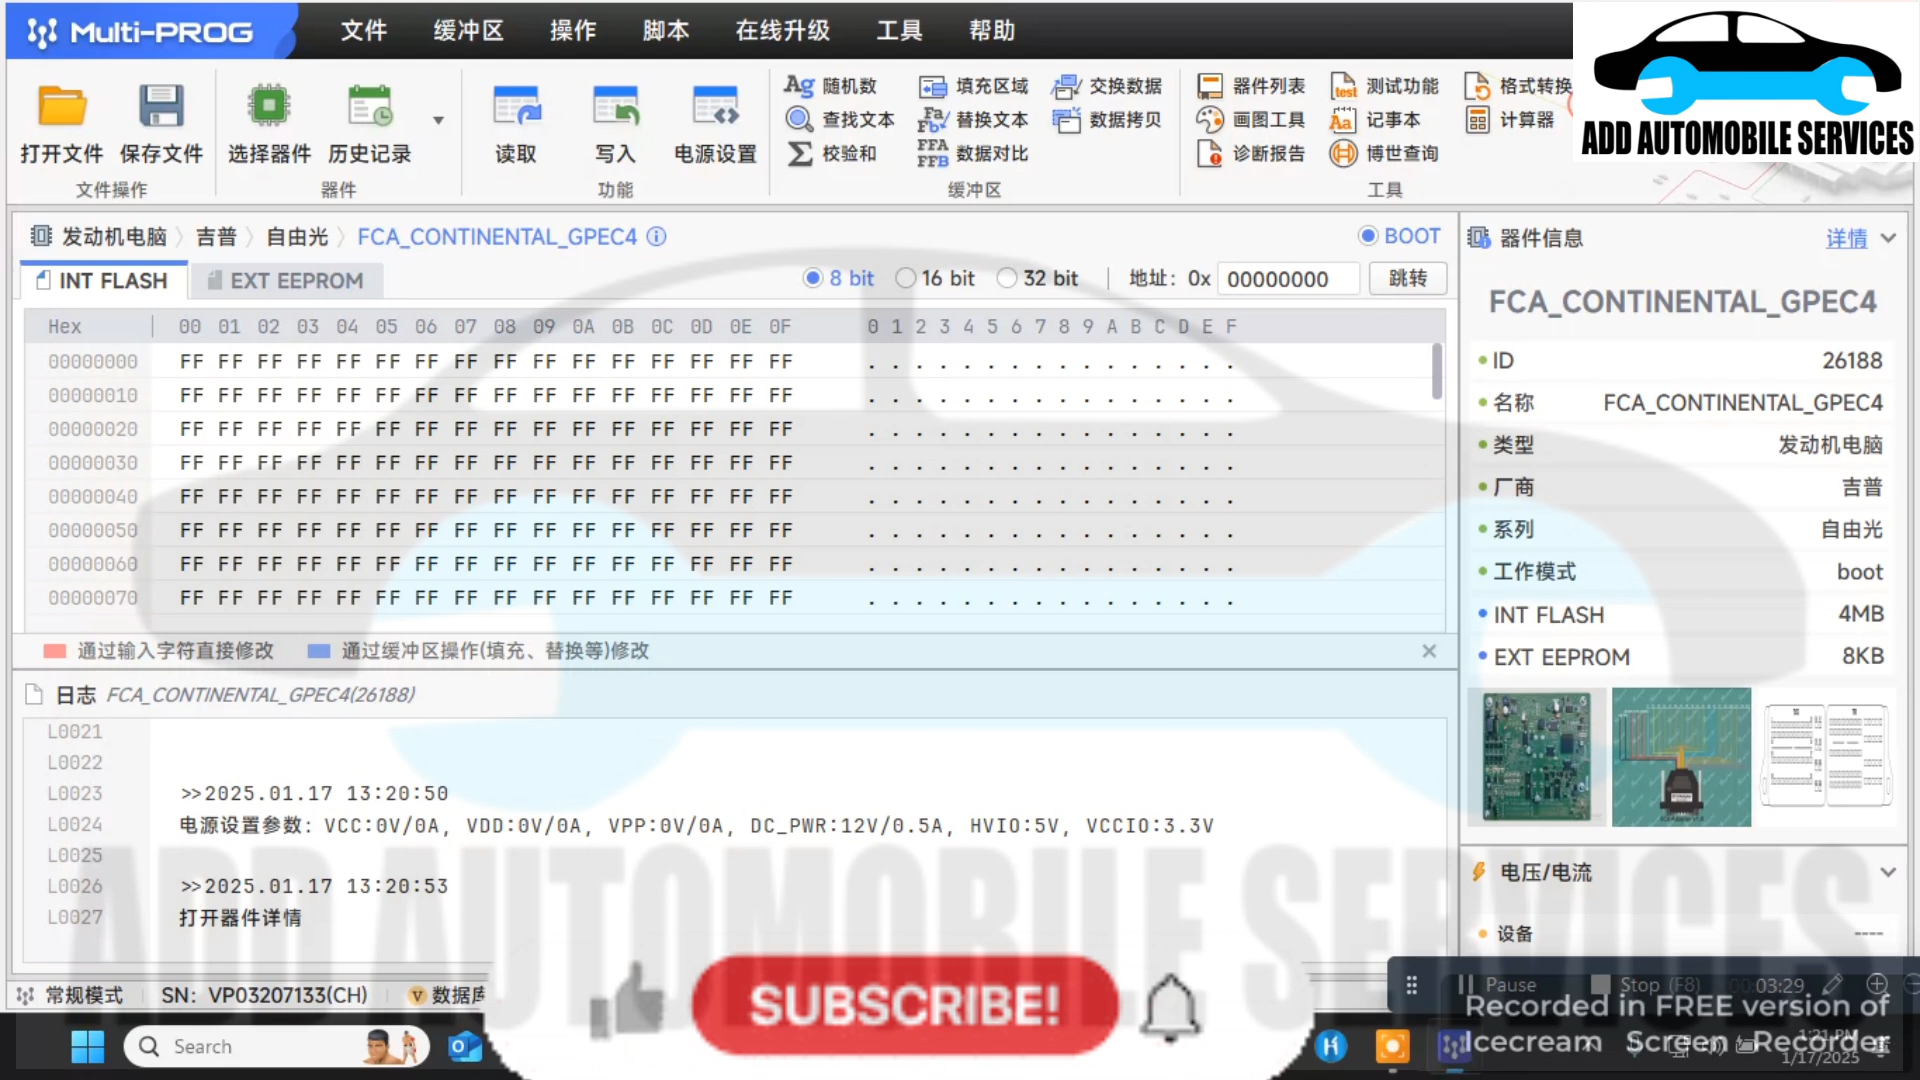 Multi-PROG 文件 缓冲区 操作 脚本 在线升级 工具 帮助
打开文件 保存文件 选择器件 历史记录 读取 写入 电源设置
随机数 填充区域 交换数据 器件列表 测试功能 格式转换
查找文本 替换文本 数据拷贝 画图工具 记事本 计算器
校验和 数据对比 诊断报告 博世查询
文件操作 器件 功能 缓冲区 工具
ADD AUTOMOBILE SERVICES
发动机电脑 吉普 自由光 FCA_CONTINENTAL_GPEC4 BOOT
INT FLASH EXT EEPROM 8 bit 16 bit 32 bit 地址: 0x 00000000 跳转
Hex 00 01 02 03 04 05 06 07 08 09 0A 0B 0C 0D 0E 0F 0 1 2 3 4 5 6 7 8 9 A B C D E F
00000000 FF FF FF FF FF FF FF FF FF FF FF FF FF FF FF FF . . . . . . . . . . . . . . . .
00000010 FF FF FF FF FF FF FF FF FF FF FF FF FF FF FF FF . . . . . . . . . . . . . . . .
00000020 FF FF FF FF FF FF FF FF FF FF FF FF FF FF FF FF . . . . . . . . . . . . . . . .
00000030 FF FF FF FF FF FF FF FF FF FF FF FF FF FF FF FF . . . . . . . . . . . . . . . .
00000040 FF FF FF FF FF FF FF FF FF FF FF FF FF FF FF FF . . . . . . . . . . . . . . . .
00000050 FF FF FF FF FF FF FF FF FF FF FF FF FF FF FF FF . . . . . . . . . . . . . . . .
00000060 FF FF FF FF FF FF FF FF FF FF FF FF FF FF FF FF . . . . . . . . . . . . . . . .
00000070 FF FF FF FF FF FF FF FF FF FF FF FF FF FF FF FF . . . . . . . . . . . . . . . .
通过输入字符直接修改 通过缓冲区操作(填充、替换等)修改
日志 FCA_CONTINENTAL_GPEC4(26188)
L0021
L0022
L0023 >>2025.01.17 13:20:50
L0024 电源设置参数: VCC:0V/0A, VDD:0V/0A, VPP:0V/0A, DC_PWR:12V/0.5A, HVIO:5V, VCCIO:3.3V
L0025
L0026 >>2025.01.17 13:20:53
L0027 打开器件详情
器件信息 详情
FCA_CONTINENTAL_GPEC4
ID 26188
名称 FCA_CONTINENTAL_GPEC4
类型 发动机电脑
厂商 吉普
系列 自由光
工作模式 boot
INT FLASH 4MB
EXT EEPROM 8KB
电压/电流
设备 ----
ADD AUTOMOBILE SERVICES
常规模式 SN: VP03207133(CH) 数据库
SUBSCRIBE!
Pause Stop (F8) 00:03:29
Recorded in FREE version of
Icecream Screen Recorder
Search
1:21 PM
1/17/2025